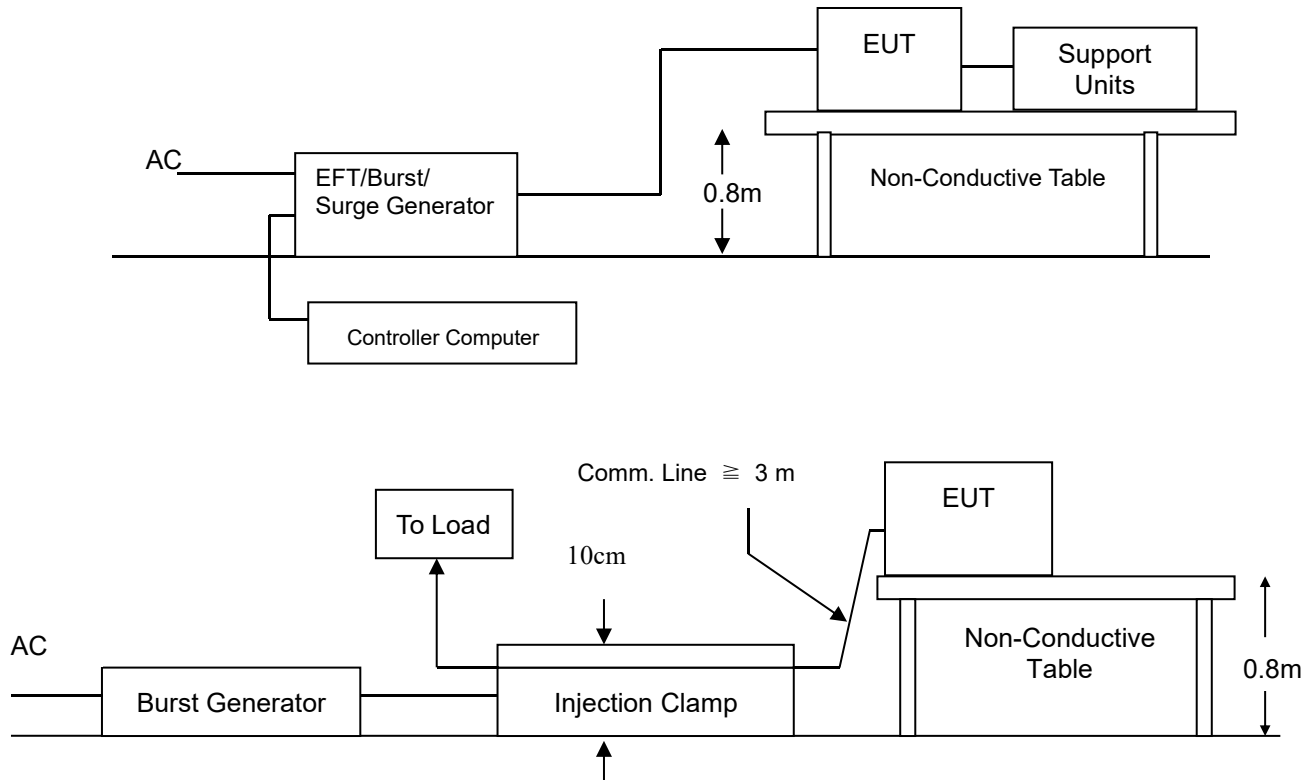 EUT
Support
Units
AC
EFT/Burst/
Surge Generator
0.8m
Non-Conductive Table
Controller Computer
Comm. Line ≧ 3 m
EUT
To Load
10cm
AC
Non-Conductive
Table
0.8m
Burst Generator
Injection Clamp